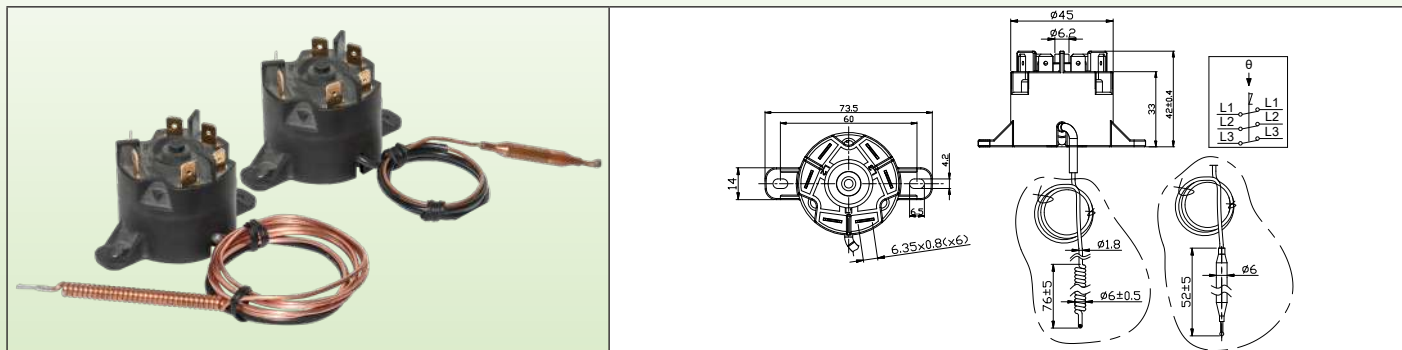 ø45
ø6.2
33
42±0.4
θ
L1 L1
L2 L2
L3 L3
73.5
60
14
4.2
6.5
6.35x0.8(x6)
ø1.8
76±5
ø6±0.5
52±5
ø6